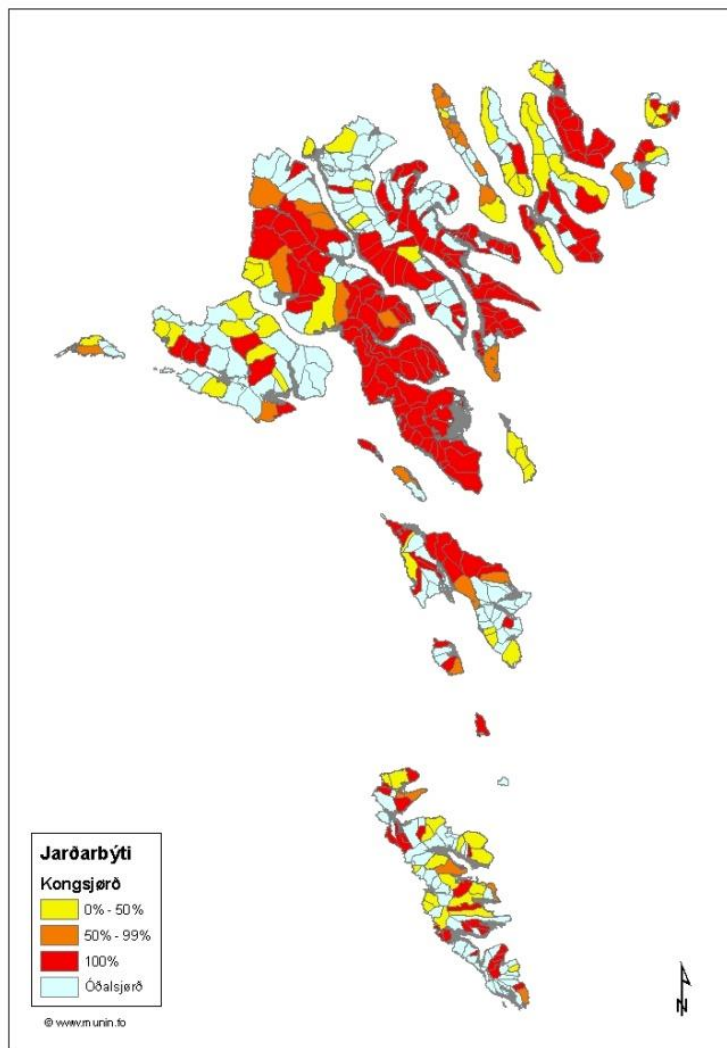 N
Jarðarbýti
Kongsjørð
0% - 50%
50% - 99%
100%
Óðalsjørð
© www.munin.fo